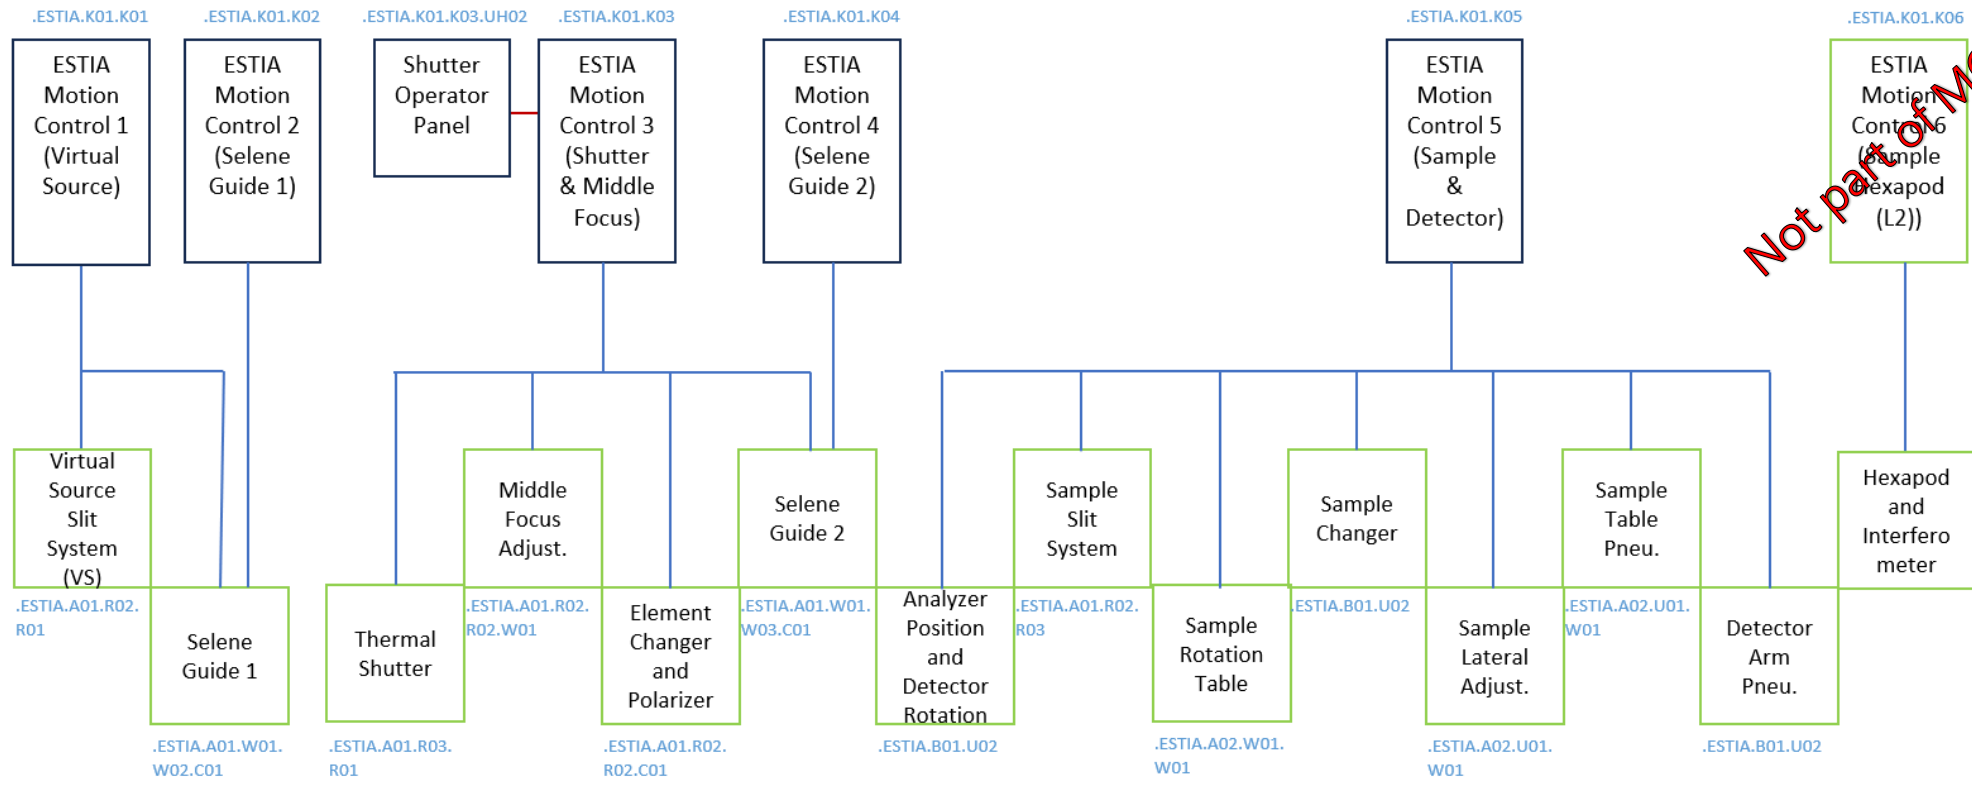 .ESTIA.K01.K01
.ESTIA.K01.K02
.ESTIA.K01.K03.UH02
.ESTIA.K01.K03
.ESTIA.K01.K04
.ESTIA.K01.K05
.ESTIA.K01.K06
ESTIA
Motion
Control 1
(Virtual
Source)
ESTIA
Motion
Control 2
(Selene
Guide 1)
Shutter
Operator
Panel
ESTIA
Motion
Control 3
(Shutter
& Middle
Focus)
ESTIA
Motion
Control 4
(Selene
Guide 2)
ESTIA
Motion
Control 5
(Sample
&
Detector)
ESTIA
Motion
Control 6
(Sample
Hexapod
(L2))
Not part of
Virtual
Source
Slit
System
(VS)
.ESTIA.A01.R02.
R01
Selene
Guide 1
.ESTIA.A01.W01.
W02.C01
Thermal
Shutter
.ESTIA.A01.R03.
R01
Middle
Focus
Adjust.
.ESTIA.A01.R02.
R02.W01
Element
Changer
and
Polarizer
.ESTIA.A01.R02.
R02.C01
Selene
Guide 2
.ESTIA.A01.W01.
W03.C01
Analyzer
Position
and
Detector
Rotation
.ESTIA.B01.U02
Sample
Slit
System
.ESTIA.A01.R02.
R03
Sample
Rotation
Table
.ESTIA.A02.W01.
W01
Sample
Changer
.ESTIA.B01.U02
Sample
Lateral
Adjust.
.ESTIA.A02.U01.
W01
Sample
Table
Pneu.
.ESTIA.A02.U01.
W01
Detector
Arm
Pneu.
.ESTIA.B01.U02
Hexapod
and
Interfero
meter